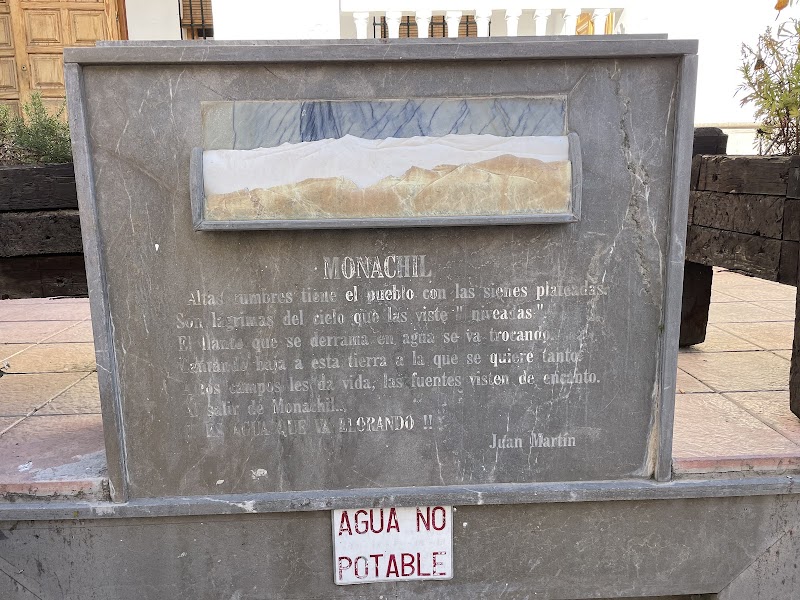 MONACHIL
Altas cumbres tiene el pueblo con las sienes plateadas.
Son lagrimas del cielo que las viste " niveadas ".
El llanto que se derrama en agua se va trocando.
Cantando baja a esta tierra a la que se quiere tanto.
los campos les da vida, las fuentes visten de encanto.
Al salir de Monachil...
ES AGUA QUE VA LLORANDO !!
Juan Martín
AGUA NO
POTABLE